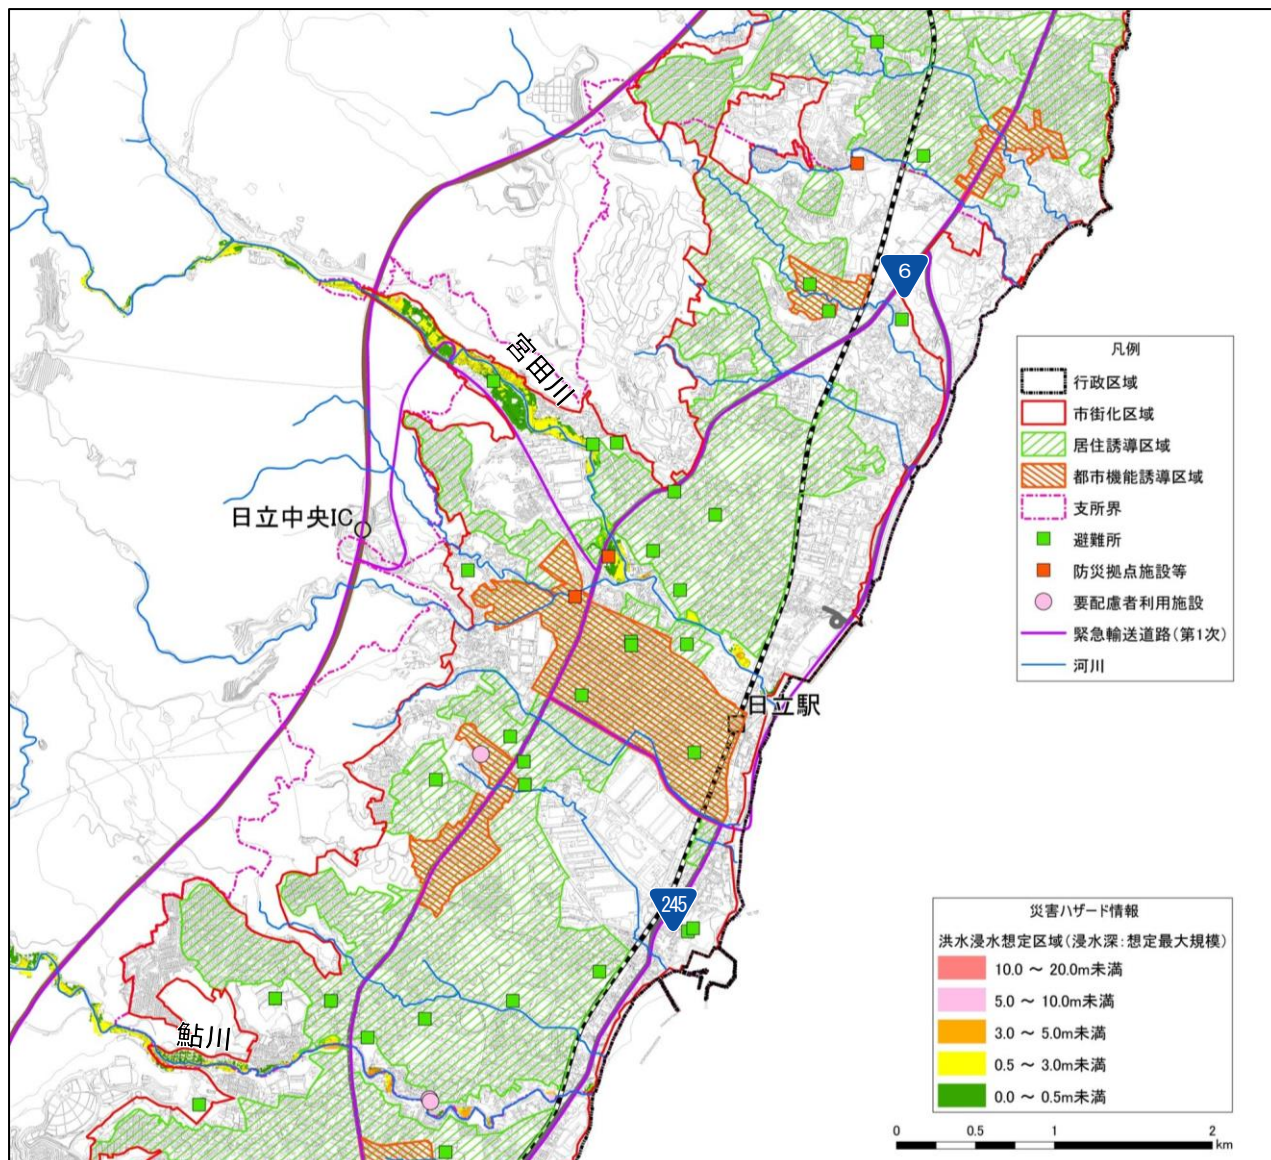 6
宮田川
日立中央IC
日立駅
245
鮎川
凡例
行政区域
市街化区域
居住誘導区域
都市機能誘導区域
支所界
避難所
防災拠点施設等
要配慮者利用施設
緊急輸送道路(第1次)
河川
災害ハザード情報
洪水浸水想定区域(浸水深:想定最大規模)
10.0 ～ 20.0m未満
5.0 ～ 10.0m未満
3.0 ～ 5.0m未満
0.5 ～ 3.0m未満
0.0 ～ 0.5m未満
0 0.5 1 2
km